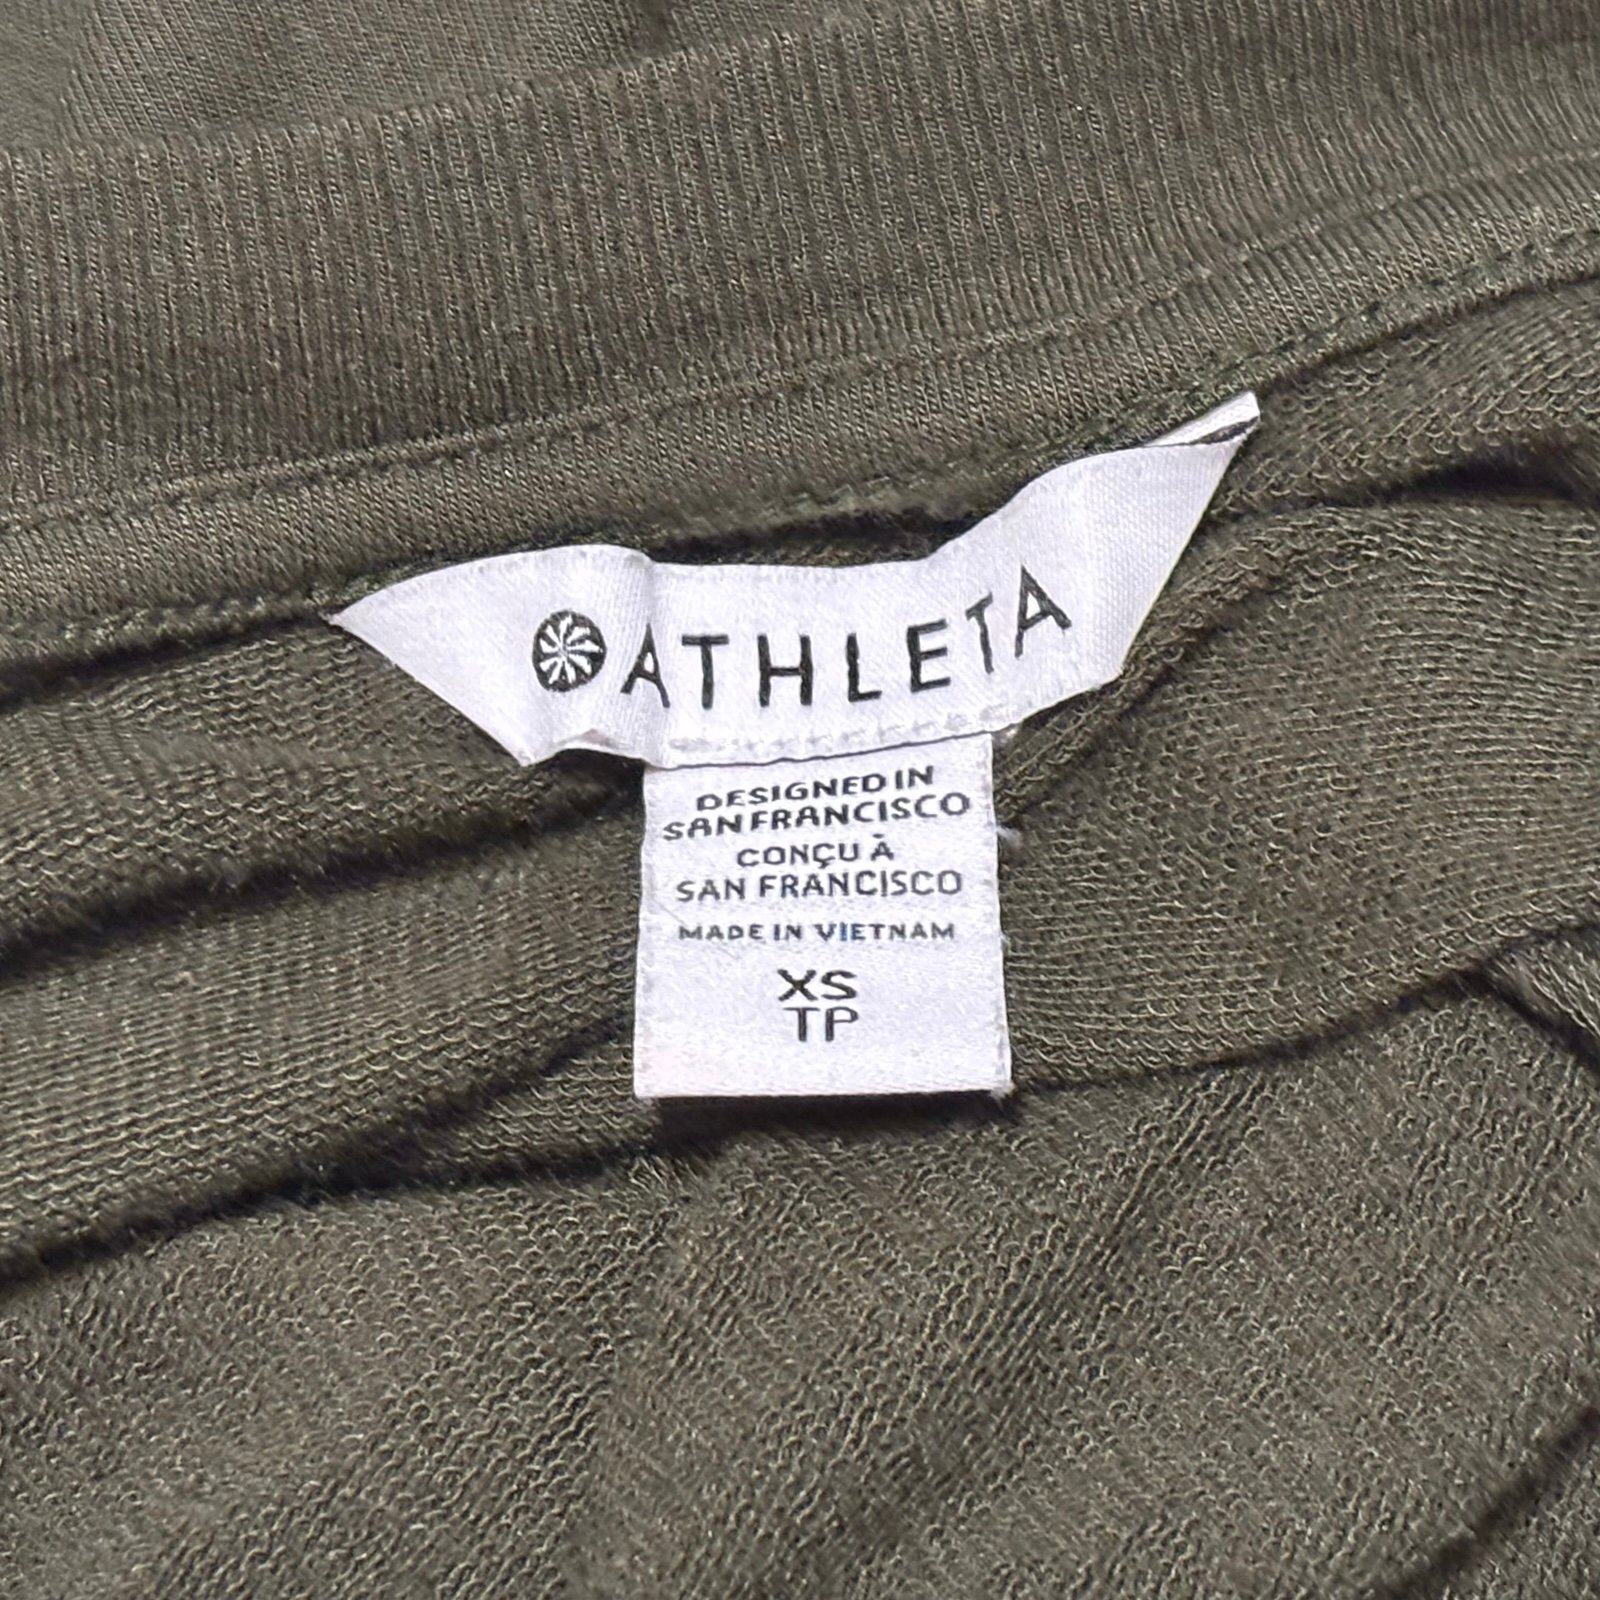 ATHLETA
DESIGNED IN
SAN FRANCISCO
CONÇU À
SAN FRANCISCO
MADE IN VIETNAM
XS
TP